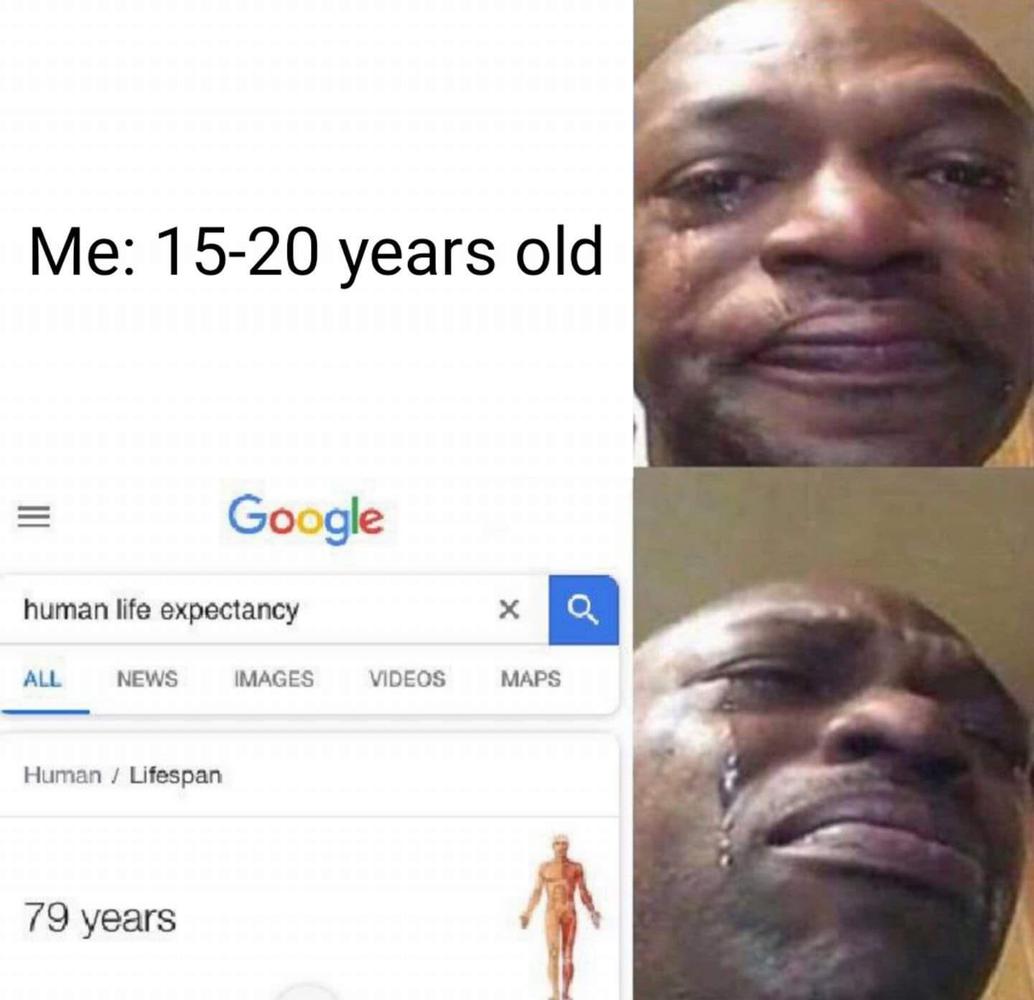 Me: 15-20 years old
Google
human life expectancy
ALL NEWS IMAGES VIDEOS MAPS
Human / Lifespan
79 years